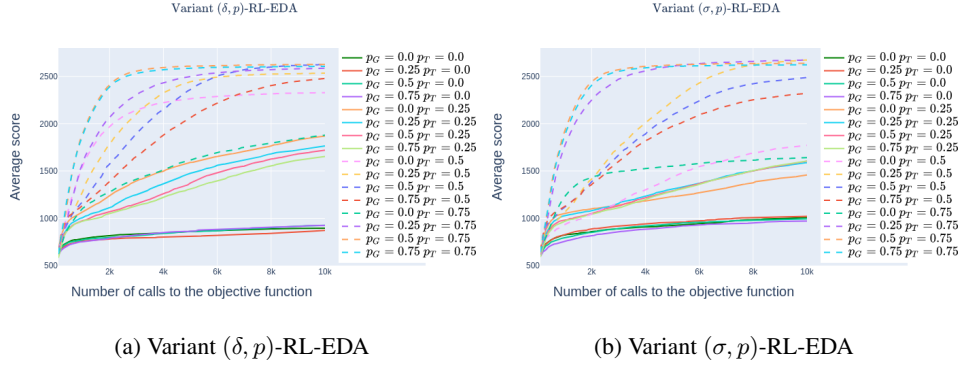 Variant (δ, p)-RL-EDA
Average score
2500
2000
1500
1000
500
2k
4k
6k
8k
10k
Number of calls to the objective function
p_G = 0.0 p_T = 0.0
p_G = 0.25 p_T = 0.0
p_G = 0.5 p_T = 0.0
p_G = 0.75 p_T = 0.0
p_G = 0.0 p_T = 0.25
p_G = 0.25 p_T = 0.25
p_G = 0.5 p_T = 0.25
p_G = 0.75 p_T = 0.25
p_G = 0.0 p_T = 0.5
p_G = 0.25 p_T = 0.5
p_G = 0.5 p_T = 0.5
p_G = 0.75 p_T = 0.5
p_G = 0.0 p_T = 0.75
p_G = 0.25 p_T = 0.75
p_G = 0.5 p_T = 0.75
p_G = 0.75 p_T = 0.75
(a) Variant (δ, p)-RL-EDA
Variant (σ, p)-RL-EDA
Average score
2500
2000
1500
1000
500
2k
4k
6k
8k
10k
Number of calls to the objective function
p_G = 0.0 p_T = 0.0
p_G = 0.25 p_T = 0.0
p_G = 0.5 p_T = 0.0
p_G = 0.75 p_T = 0.0
p_G = 0.0 p_T = 0.25
p_G = 0.25 p_T = 0.25
p_G = 0.5 p_T = 0.25
p_G = 0.75 p_T = 0.25
p_G = 0.0 p_T = 0.5
p_G = 0.25 p_T = 0.5
p_G = 0.5 p_T = 0.5
p_G = 0.75 p_T = 0.5
p_G = 0.0 p_T = 0.75
p_G = 0.25 p_T = 0.75
p_G = 0.5 p_T = 0.75
p_G = 0.75 p_T = 0.75
(b) Variant (σ, p)-RL-EDA